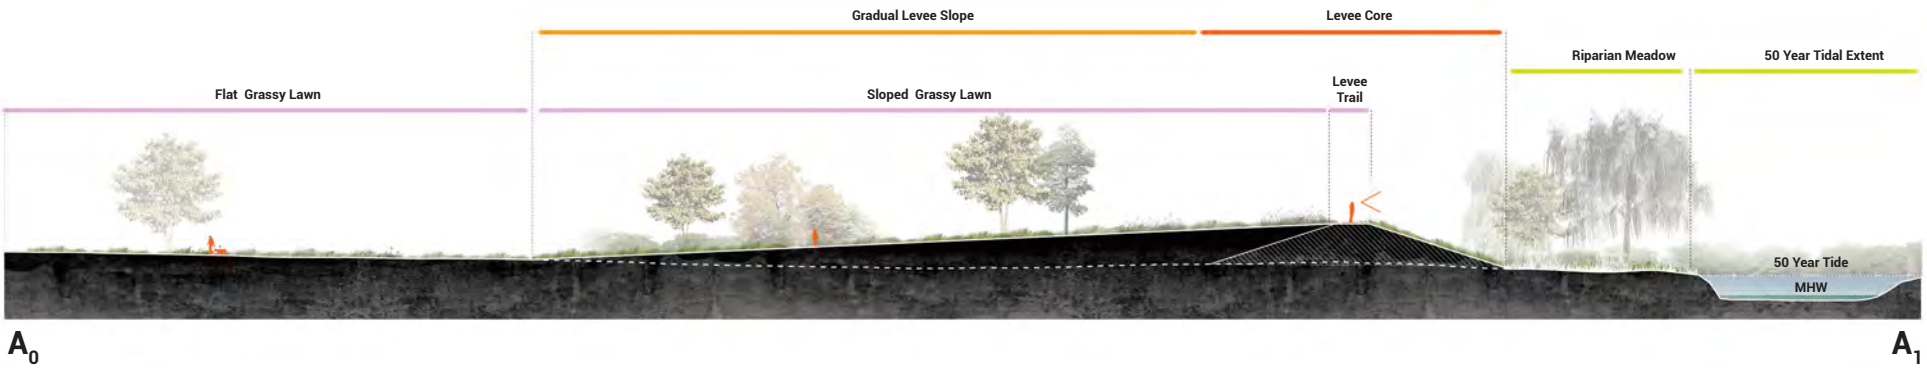 Gradual Levee Slope
Levee Core
Riparian Meadow
50 Year Tidal Extent
Flat Grassy Lawn
Sloped Grassy Lawn
Levee
Trail
50 Year Tide
MHW
A0
A1